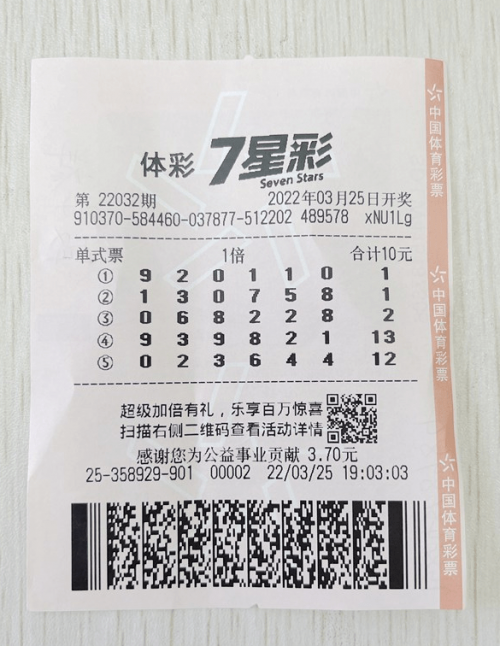 体彩 7星彩
Seven Stars
第 22032期 2022年03月25日开奖
910370-584460-037877-512202 489578 xNU1Lg
单式票 1倍 合计10元
① 9 2 0 1 1 0 1
② 1 3 0 7 5 8 1
③ 0 6 8 2 2 8 2
④ 9 3 9 8 2 1 13
⑤ 0 2 3 6 4 4 12
超级加倍有礼，乐享百万惊喜
扫描右侧二维码查看活动详情
感谢您为公益事业贡献 3.70元
25-358929-901 00002 22/03/25 19:03:03
中国体育彩票
中国体育彩票
中国体育彩票